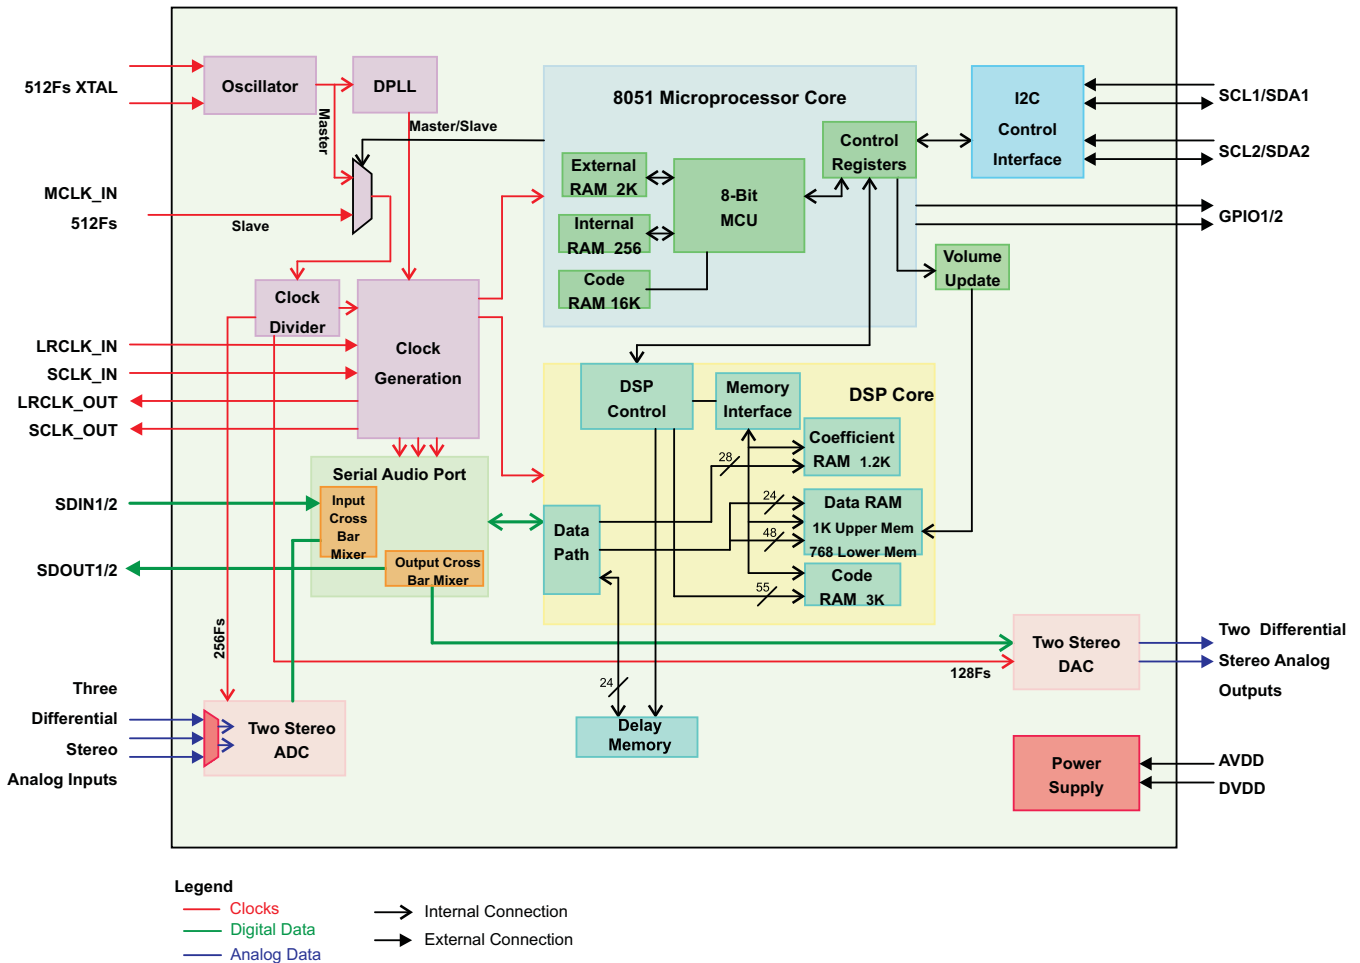 512Fs XTAL
Oscillator
DPLL
Master
Master/Slave
8051 Microprocessor Core
External
RAM 2K
Internal
RAM 256
Code
RAM 16K
8-Bit
MCU
Control
Registers
I2C
Control
Interface
SCL1/SDA1
SCL2/SDA2
GPIO1/2
Volume
Update
MCLK_IN
512Fs
Slave
Clock
Divider
Clock
Generation
LRCLK_IN
SCLK_IN
LRCLK_OUT
SCLK_OUT
DSP Core
DSP
Control
Memory
Interface
Coefficient
RAM 1.2K
28
Data RAM
1K Upper Mem
768 Lower Mem
24
48
Code
RAM 3K
55
Data
Path
Serial Audio Port
Input
Cross
Bar
Mixer
Output Cross
Bar Mixer
SDIN1/2
SDOUT1/2
256Fs
128Fs
24
Delay
Memory
Two Stereo
DAC
Two Differential
Stereo Analog
Outputs
Three
Differential
Stereo
Analog Inputs
Two Stereo
ADC
Power
Supply
AVDD
DVDD
Legend
Clocks
Digital Data
Analog Data
Internal Connection
External Connection